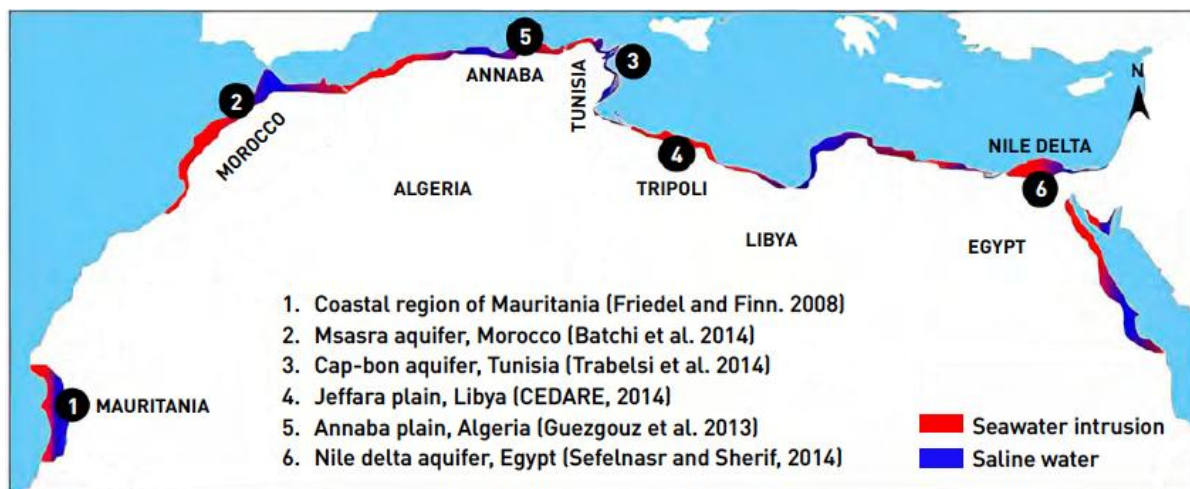 5
ANNABA
3
TUNISIA
N
2
MOROCCO
4
NILE DELTA
ALGERIA
TRIPOLI
6
LIBYA
EGYPT
1 MAURITANIA
1. Coastal region of Mauritania (Friedel and Finn. 2008)
2. Msasra aquifer, Morocco (Batchi et al. 2014)
3. Cap-bon aquifer, Tunisia (Trabelsi et al. 2014)
4. Jeffara plain, Libya (CEDARE, 2014)
5. Annaba plain, Algeria (Guezgouz et al. 2013)
6. Nile delta aquifer, Egypt (Sefelnasr and Sherif, 2014)
Seawater intrusion
Saline water